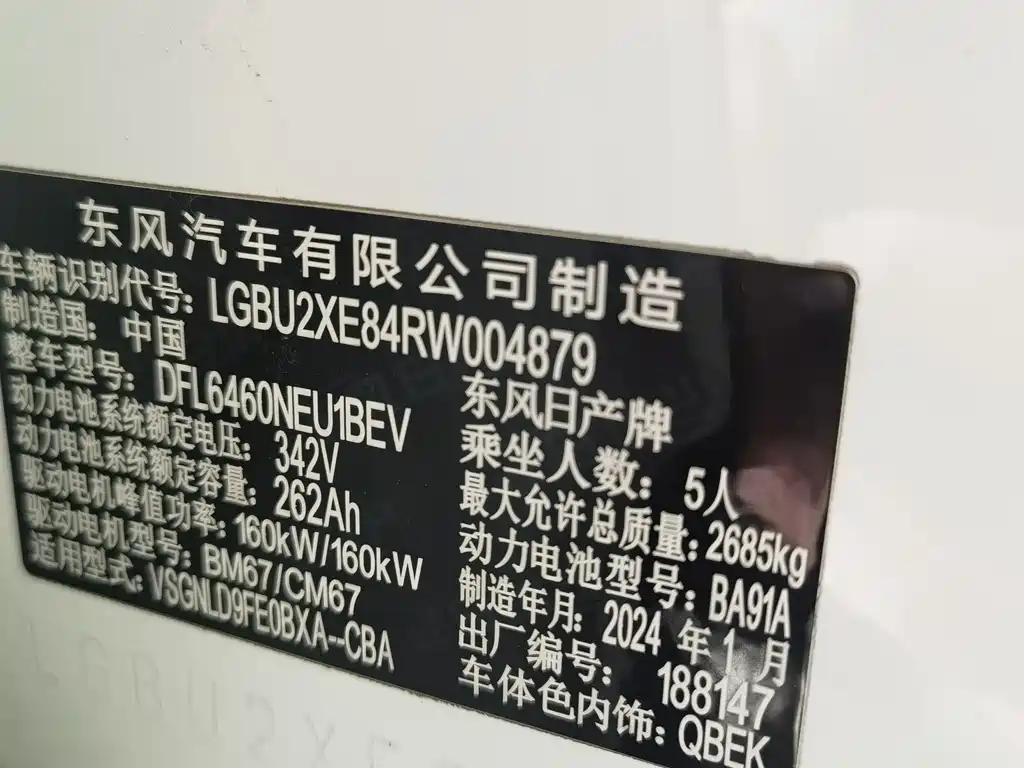 东风汽车有限公司制造
车辆识别代号: LGBU2XE84RW004879
制造国: 中国
东风日产牌
整车型号: DFL6460NEU1BEV
乘坐人数: 5人
动力电池系统额定电压: 342V
最大允许总质量: 2685kg
动力电池系统额定容量: 262Ah
动力电池型号: BA91A
驱动电机峰值功率: 160kW/160kW
制造年月: 2024 年 1 月
驱动电机型号: BM67/CM67
出厂编号: 188147
适用型式: VSGNLD9FE0BXA--CBA
车体色内饰: QBEK
LGBU2XE